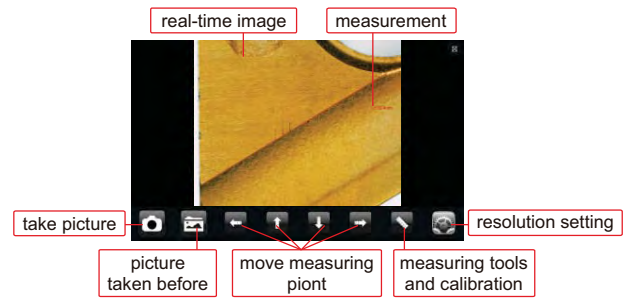 real-time image
measurement
take picture
resolution setting
picture
taken before
move measuring
piont
measuring tools
and calibration